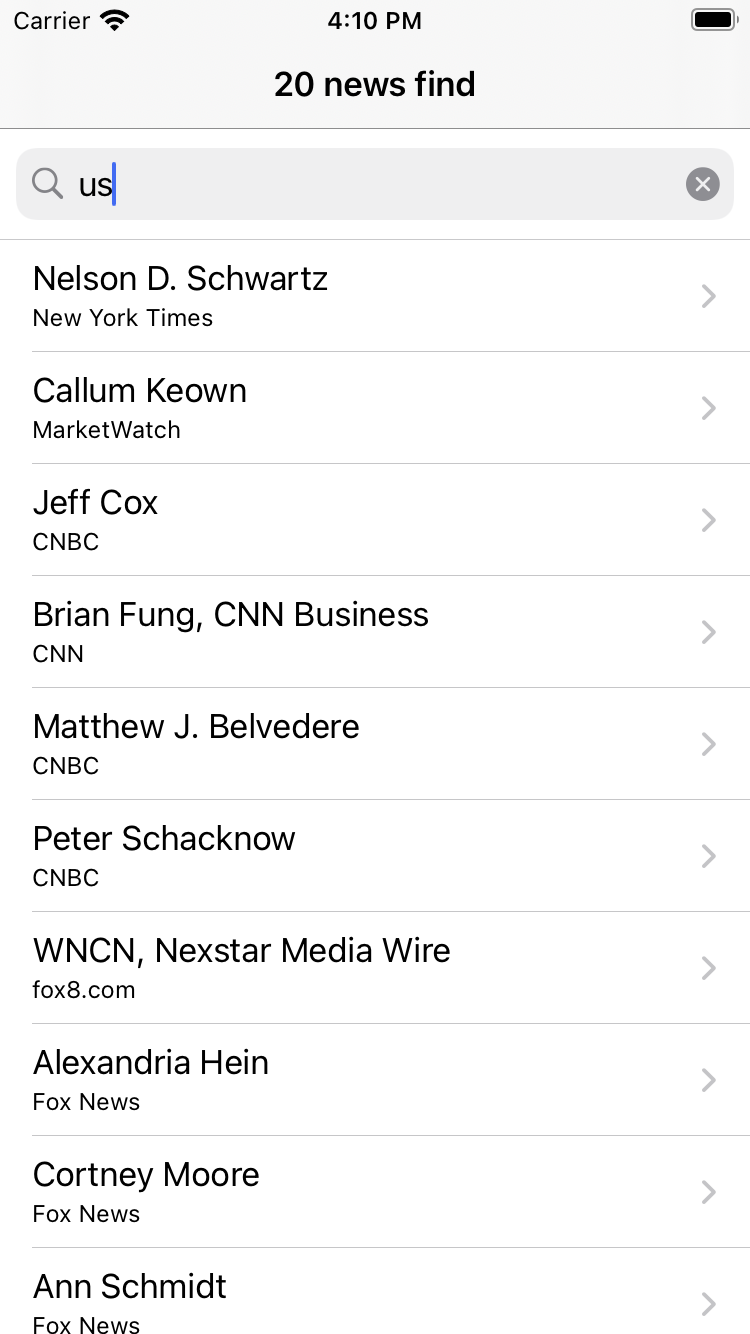 Carrier 4:10 PM
20 news find
us
Nelson D. Schwartz
New York Times
Callum Keown
MarketWatch
Jeff Cox
CNBC
Brian Fung, CNN Business
CNN
Matthew J. Belvedere
CNBC
Peter Schacknow
CNBC
WNCN, Nexstar Media Wire
fox8.com
Alexandria Hein
Fox News
Cortney Moore
Fox News
Ann Schmidt
Fox News